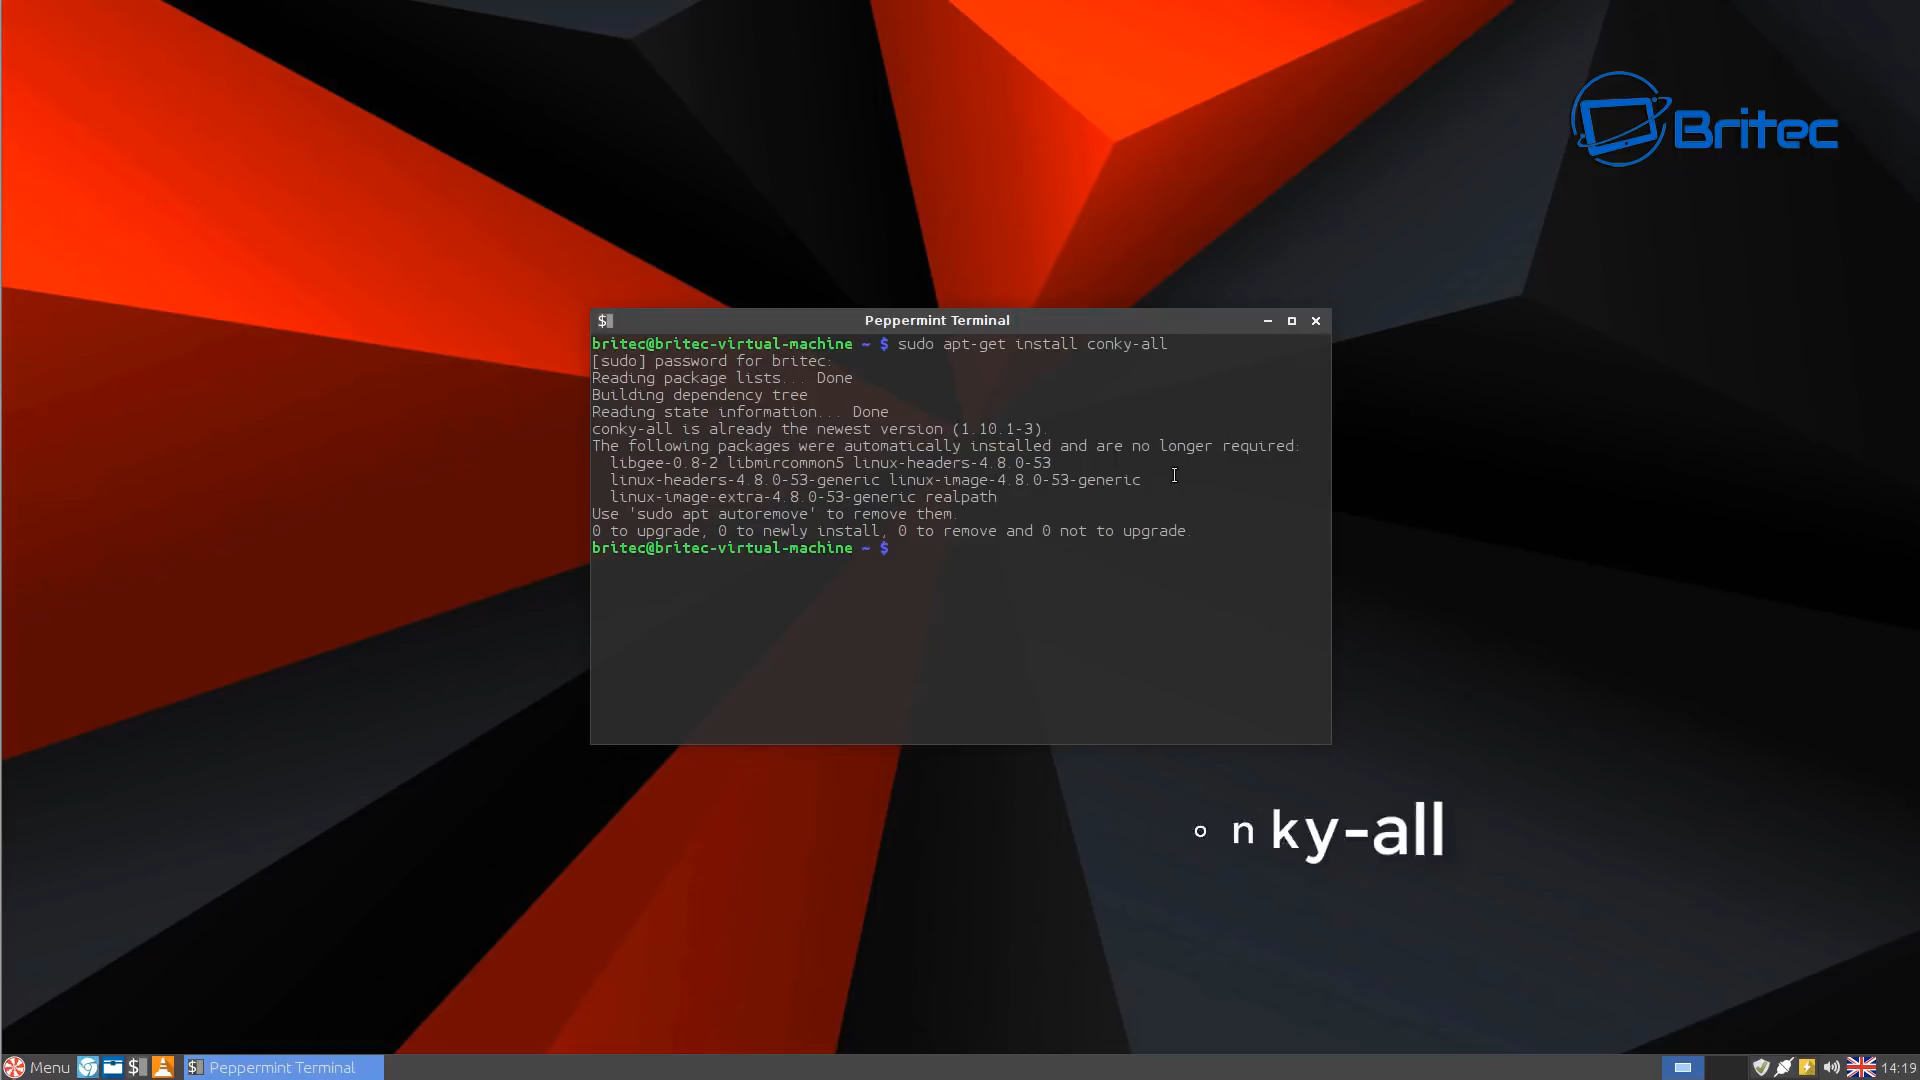 Britec
Peppermint Terminal
britec@britec-virtual-machine ~ $ sudo apt-get install conky-all
[sudo] password for britec:
Reading package lists... Done
Building dependency tree
Reading state information... Done
conky-all is already the newest version (1.10.1-3).
The following packages were automatically installed and are no longer required:
libgee-0.8-2 libmircommon5 linux-headers-4.8.0-53
linux-headers-4.8.0-53-generic linux-image-4.8.0-53-generic
linux-image-extra-4.8.0-53-generic realpath
Use 'sudo apt autoremove' to remove them.
0 to upgrade, 0 to newly install, 0 to remove and 0 not to upgrade.
britec@britec-virtual-machine ~ $
onky-all
Menu $ Peppermint Terminal 14:19